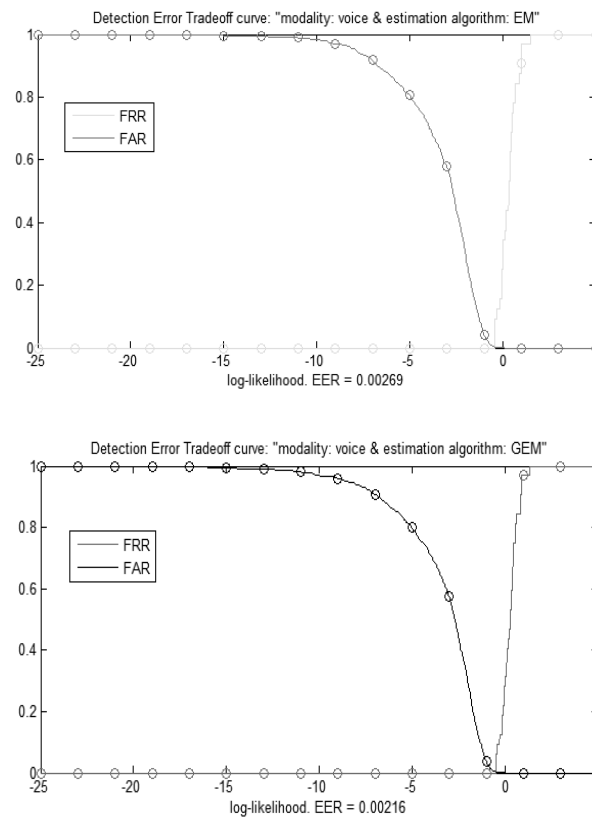 Detection Error Tradeoff curve: "modality: voice & estimation algorithm: EM"
1
0.8
0.6
0.4
0.2
0
FRR
FAR
-25 -20 -15 -10 -5 0
log-likelihood. EER = 0.00269
Detection Error Tradeoff curve: "modality: voice & estimation algorithm: GEM"
1
0.8
0.6
0.4
0.2
0
FRR
FAR
-25 -20 -15 -10 -5 0
log-likelihood. EER = 0.00216